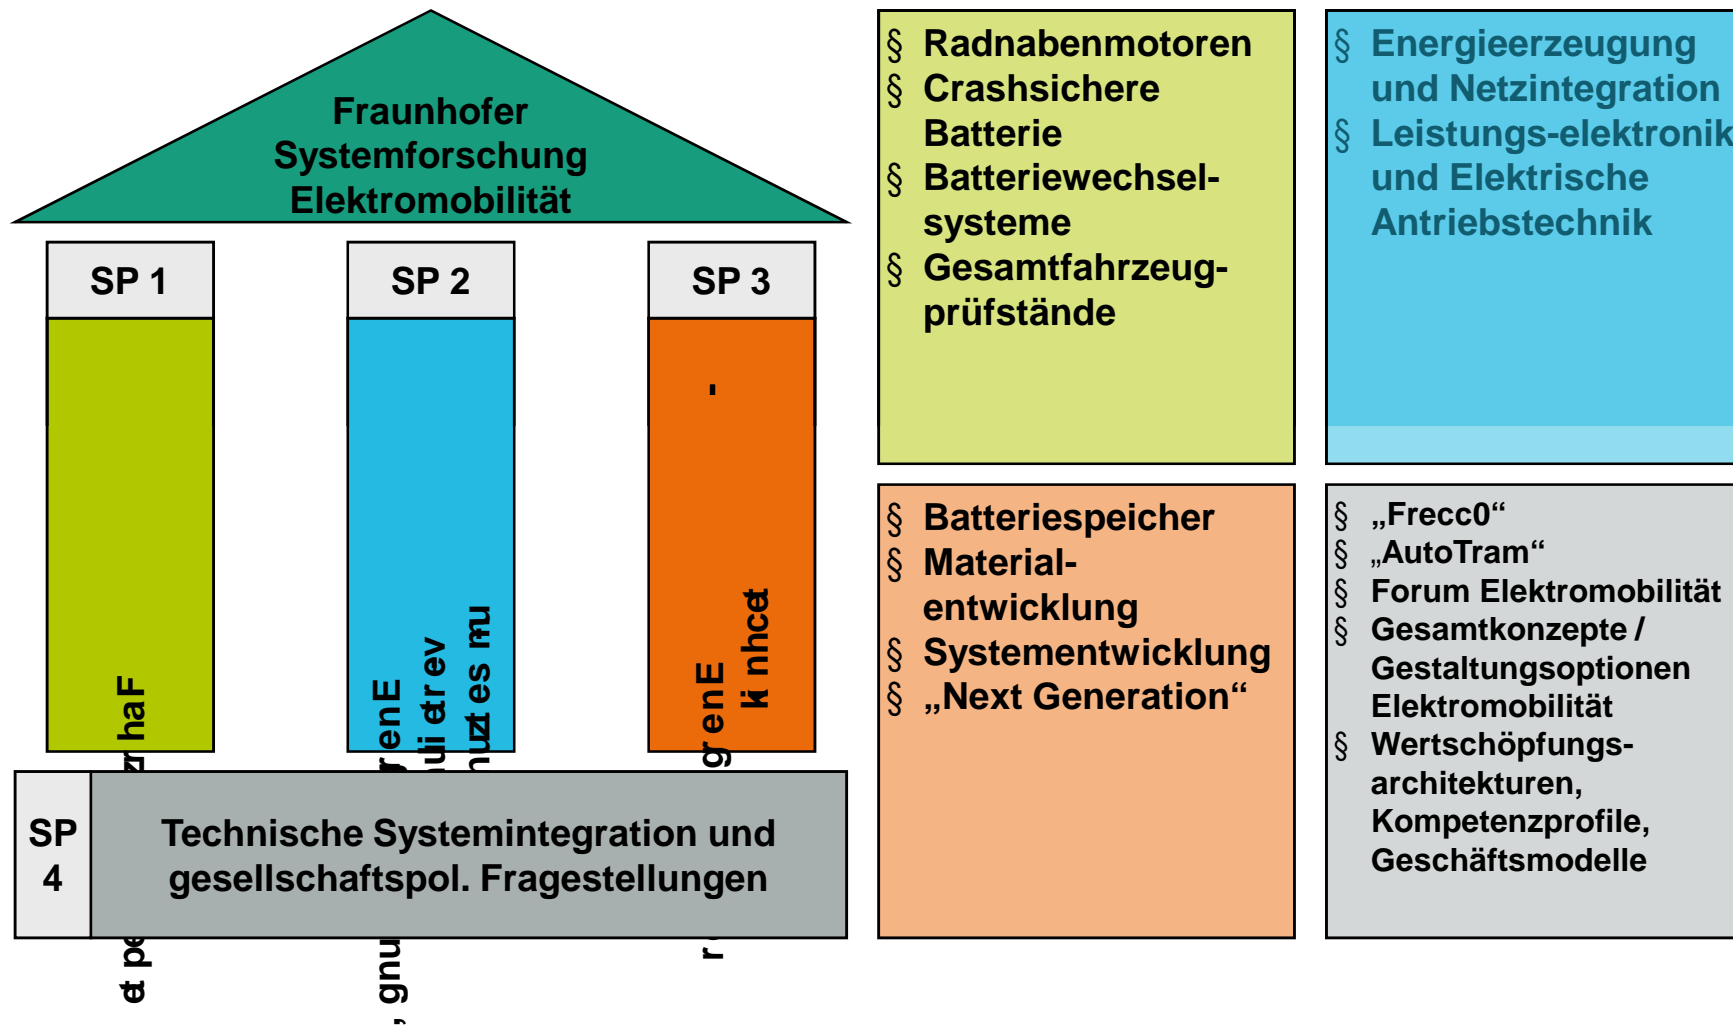 Fraunhofer
Systemforschung
Elektromobilität
SP 1
SP 2
SP 3
SP
4
Technische Systemintegration und
gesellschaftspol. Fragestellungen
§ Radnabenmotoren
§ Crashsichere
Batterie
§ Batteriewechsel-
systeme
§ Gesamtfahrzeug-
prüfstände
§ Energieerzeugung
und Netzintegration
§ Leistungs-elektronik
und Elektrische
Antriebstechnik
§ Batteriespeicher
§ Material-
entwicklung
§ Systementwicklung
§ „Next Generation“
§ „Frecc0“
§ „AutoTram“
§ Forum Elektromobilität
§ Gesamtkonzepte /
Gestaltungsoptionen
Elektromobilität
§ Wertschöpfungs-
architekturen,
Kompetenzprofile,
Geschäftsmodelle